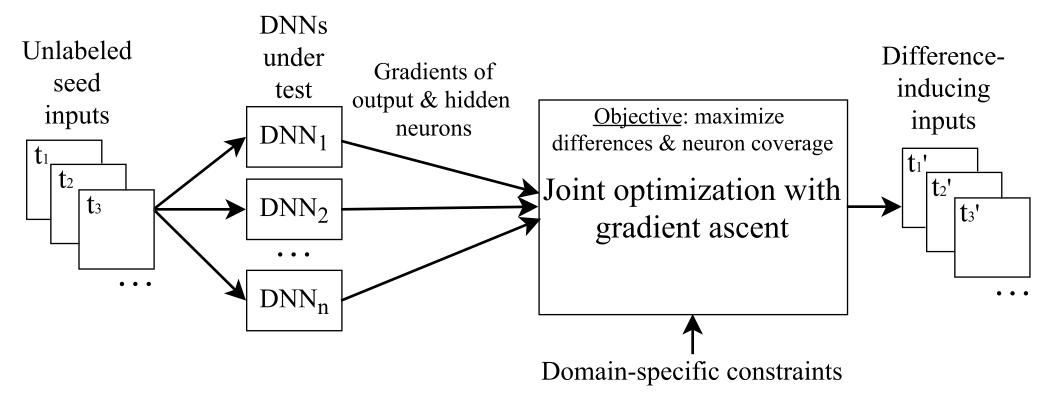 Unlabeled
seed
inputs
t1
t2
t3
...
DNNs
under
test
DNN1
DNN2
...
DNNn
Gradients of
output & hidden
neurons
Objective: maximize
differences & neuron coverage
Joint optimization with
gradient ascent
Domain-specific constraints
Difference-
inducing
inputs
t1'
t2'
t3'
...